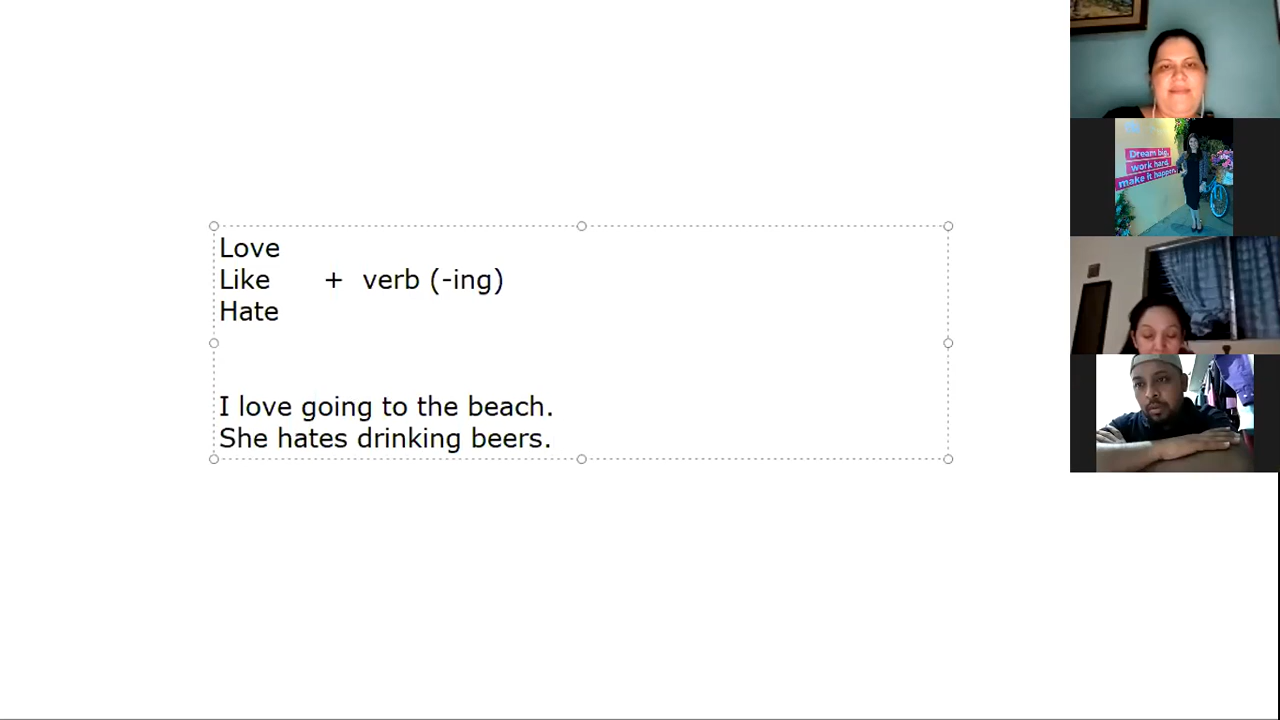 Love
Like + verb (-ing)
Hate
I love going to the beach.
She hates drinking beers.
Dream big,
work hard,
make it happen.